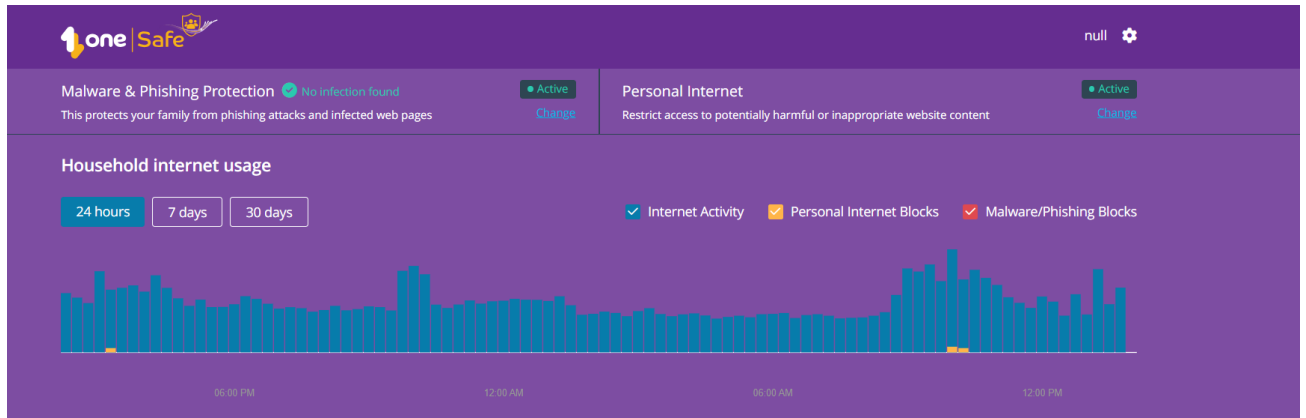 one | Safe
null
Malware & Phishing Protection No infection found
Active
This protects your family from phishing attacks and infected web pages
Change
Personal Internet
Active
Restrict access to potentially harmful or inappropriate website content
Change
Household internet usage
24 hours 7 days 30 days
Internet Activity Personal Internet Blocks Malware/Phishing Blocks
06:00 PM 12:00 AM 06:00 AM 12:00 PM